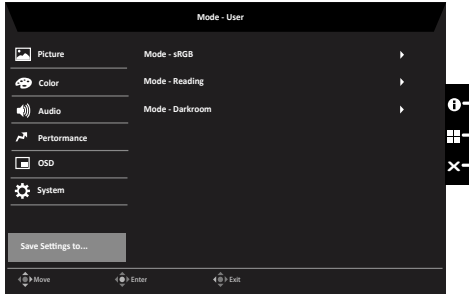 Mode - User
Picture
Mode - sRGB
Color
Mode - Reading
Audio
Mode - Darkroom
Pertormance
OSD
System
Save Settings to...
Move Enter Exit